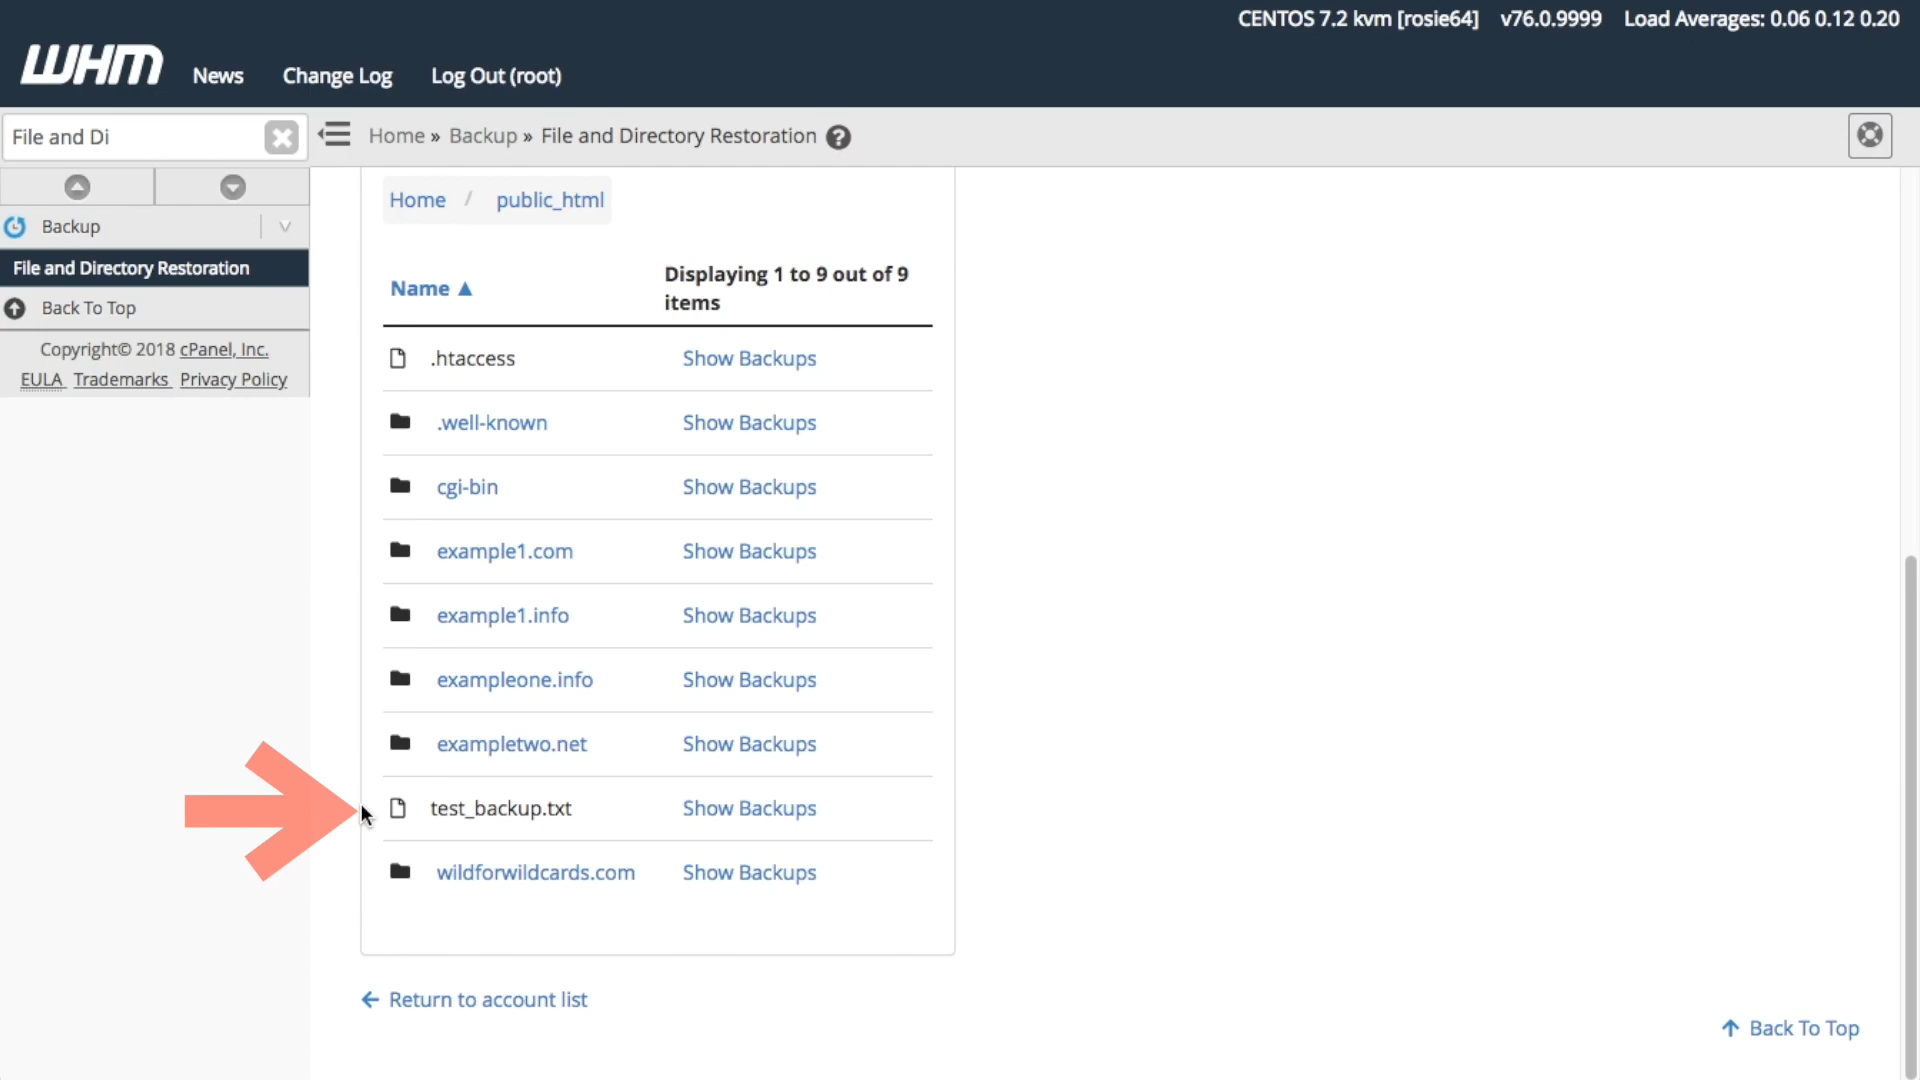 CENTOS 7.2 kvm [rosie64] v76.0.9999 Load Averages: 0.06 0.12 0.20
WHM News Change Log Log Out (root)
File and Di
Home » Backup » File and Directory Restoration
Backup
File and Directory Restoration
Back To Top
Copyright© 2018 cPanel, Inc.
EULA Trademarks Privacy Policy
Home / public_html
Name ▲ Displaying 1 to 9 out of 9
items
.htaccess Show Backups
.well-known Show Backups
cgi-bin Show Backups
example1.com Show Backups
example1.info Show Backups
exampleone.info Show Backups
exampletwo.net Show Backups
test_backup.txt Show Backups
wildforwildcards.com Show Backups
Return to account list
Back To Top